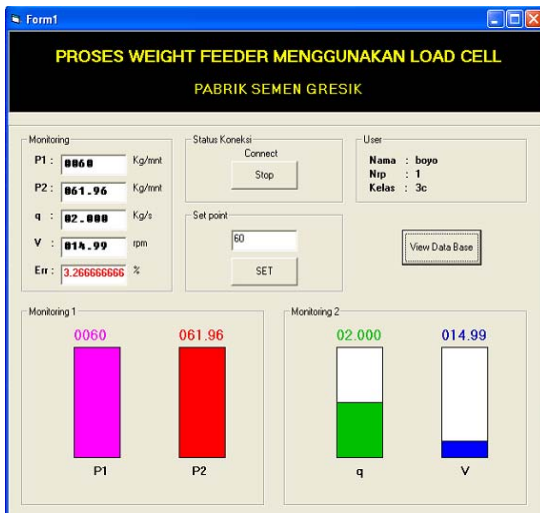 Form1
PROSES WEIGHT FEEDER MENGGUNAKAN LOAD CELL
PABRIK SEMEN GRESIK
Monitoring
P1 : 0060 Kg/mnt
P2 : 061.96 Kg/mnt
q : 02.000 Kg/s
V : 014.99 rpm
Err : 3.266666666 %
Status Koneksi
Connect
Stop
User
Nama : boyo
Nrp : 1
Kelas : 3c
Set point
60
SET
View Data Base
Monitoring 1
0060 061.96
P1 P2
Monitoring 2
02.000 014.99
q V